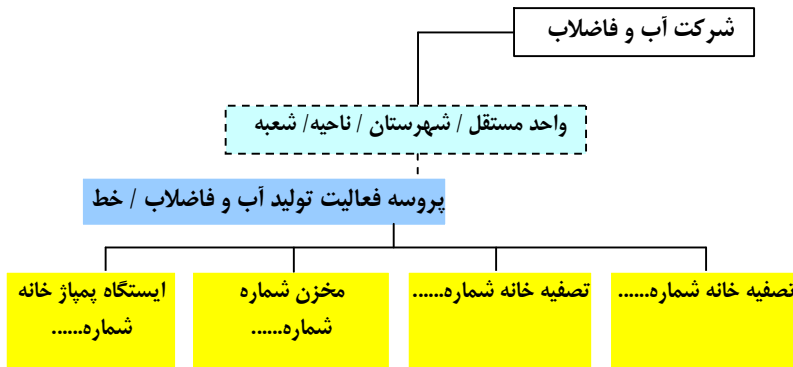 شرکت آب و فاضلاب
واحد مستقل / شهرستان / ناحیه/ شعبه
پروسه فعالیت تولید آب و فاضلاب / خط
تصفیه خانه شماره......
تصفیه خانه شماره......
مخزن شماره
شماره......
ایستگاه پمپاژ خانه
شماره......